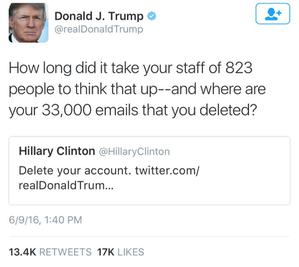 Donald J. Trump
@realDonaldTrump
How long did it take your staff of 823
people to think that up--and where are
your 33,000 emails that you deleted?
Hillary Clinton @HillaryClinton
Delete your account. twitter.com/
realDonaldTrum...
6/9/16, 1:40 PM
13.4K RETWEETS 17K LIKES